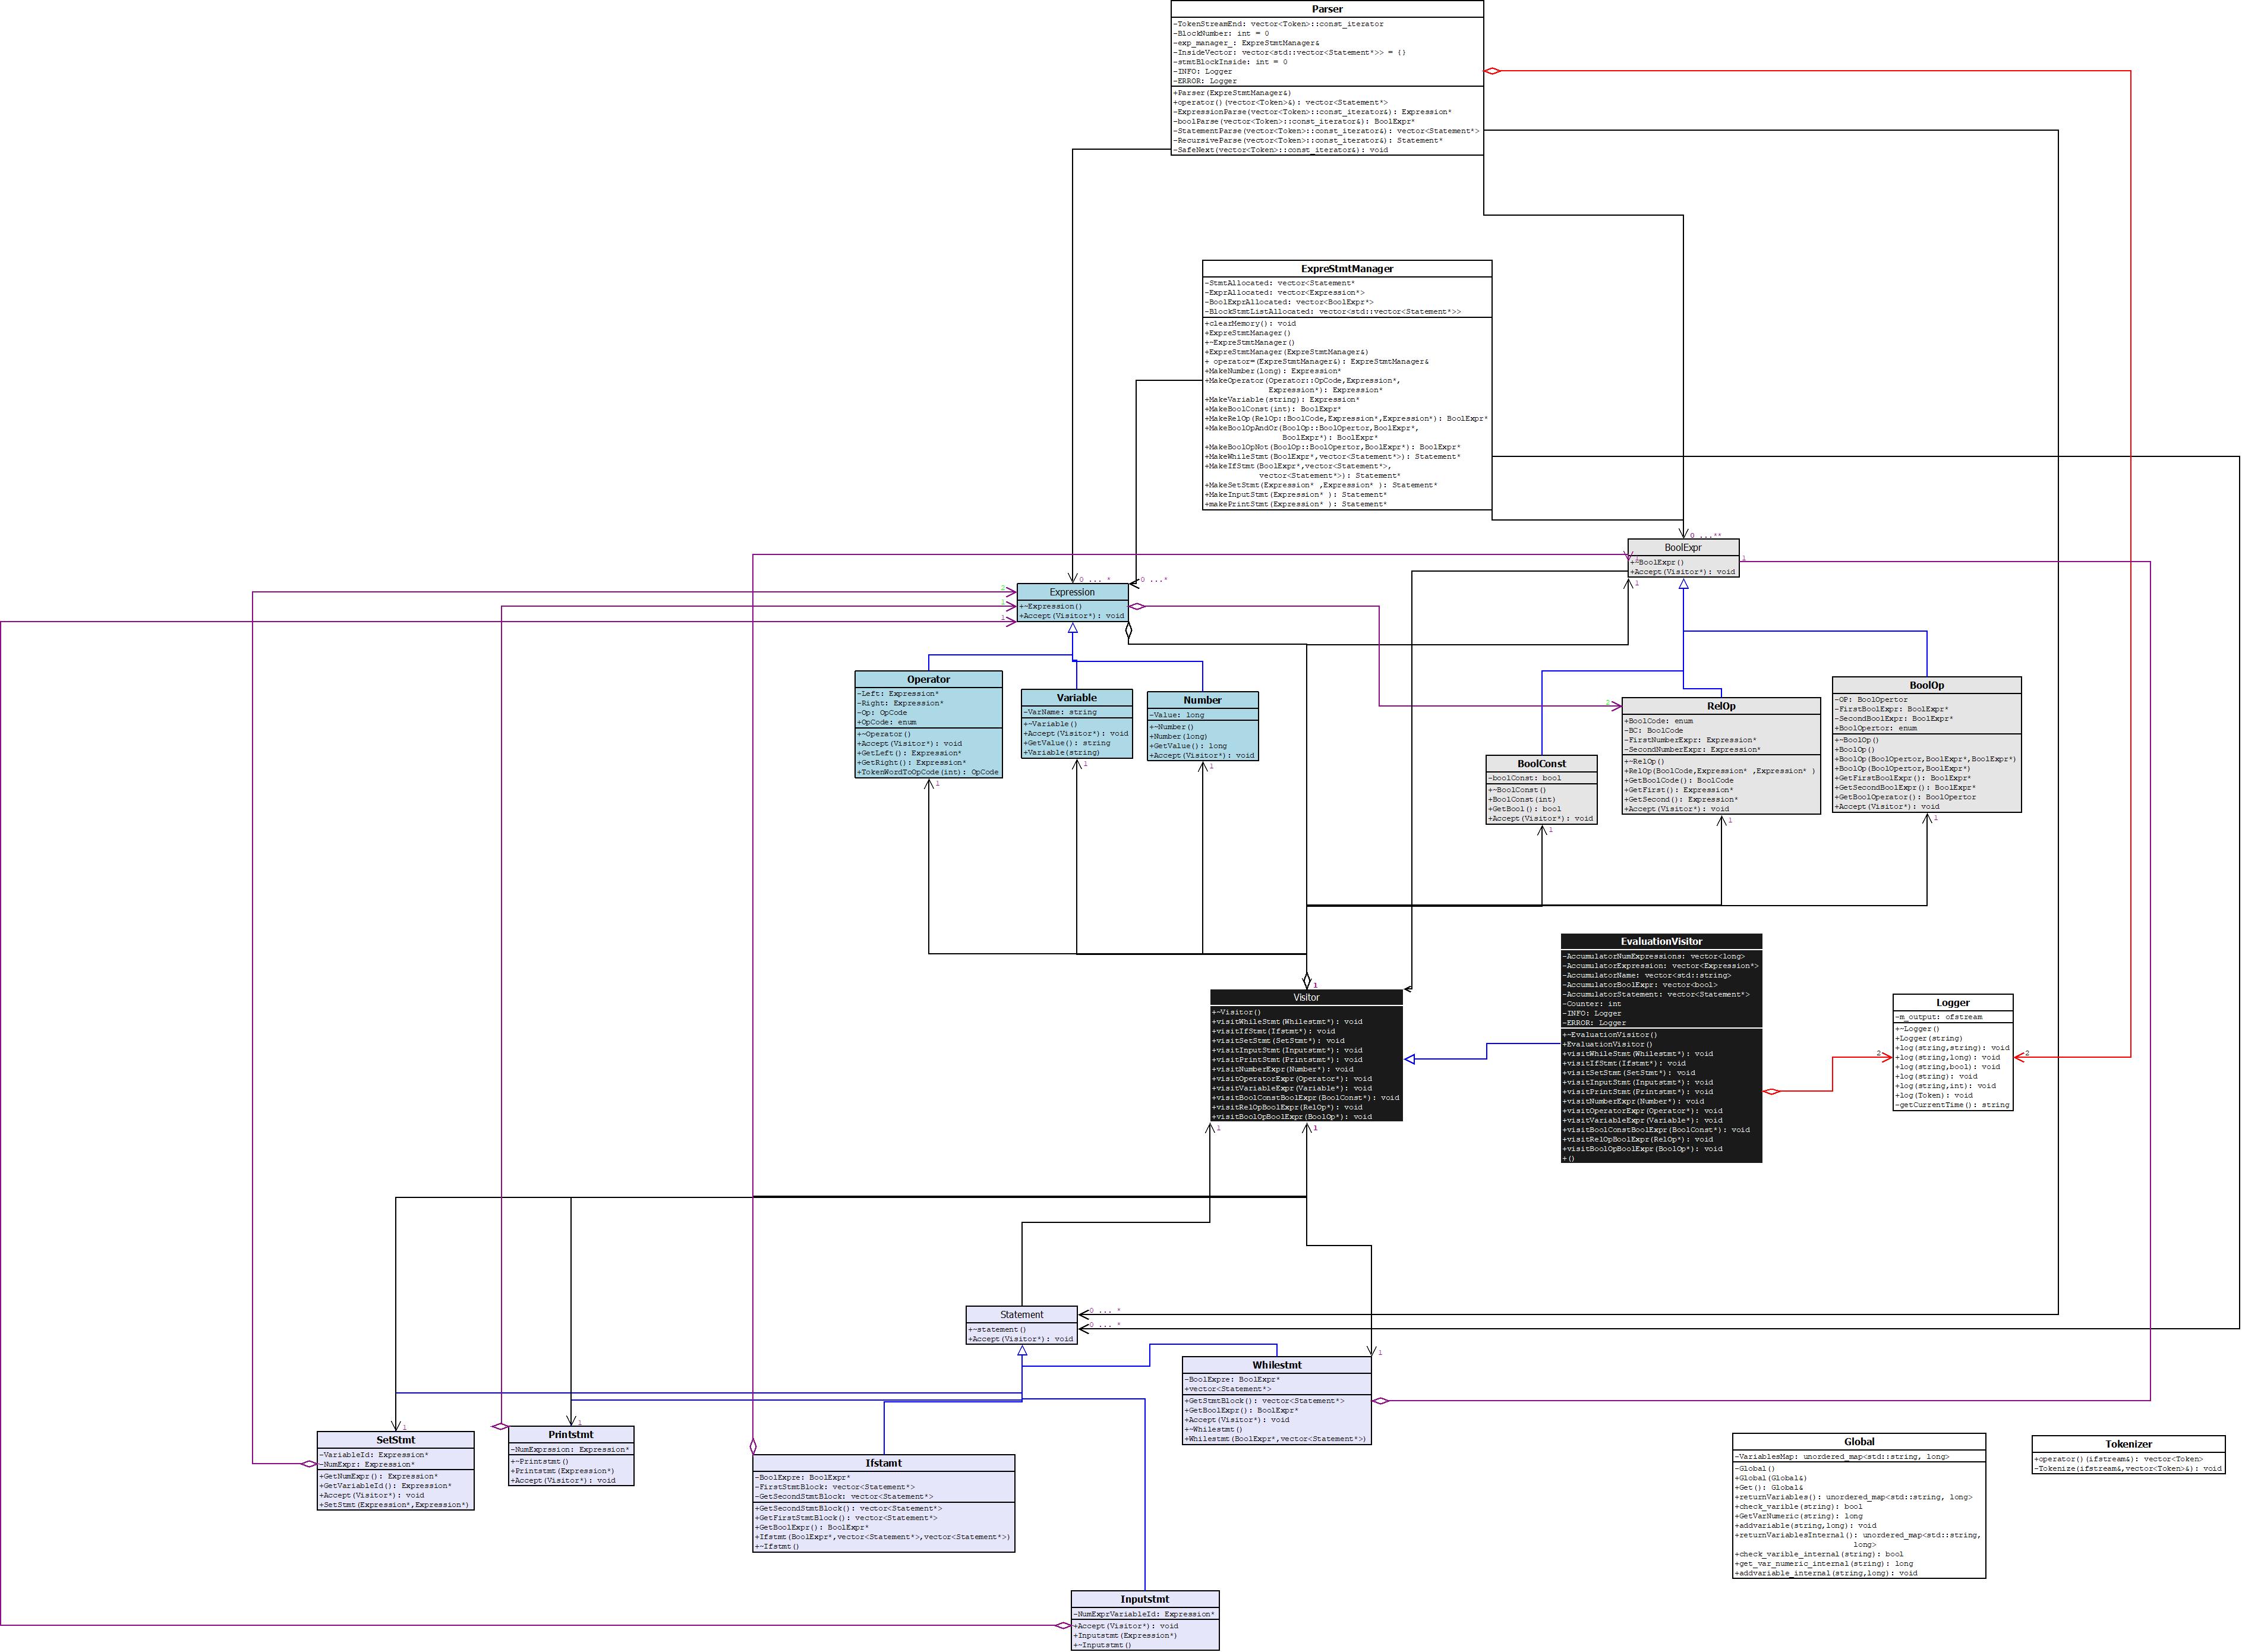 Parser
-TokenStreamEnd: vector<Token>::const_iterator
-BlockNumber: int = 0
-exp_manager_: ExpreStmtManager&
-InsideVector: vector<std::vector<Statement*>> = {}
-stmtBlockInside: int = 0
-INFO: Logger
-ERROR: Logger
+Parser(ExpreStmtManager&)
+operator()(vector<Token>&): vector<Statement*>
-ExpressionParse(vector<Token>::const_iterator&): Expression*
-boolParse(vector<Token>::const_iterator&): BoolExpr*
-StatementParse(vector<Token>::const_iterator&): vector<Statement*>
-RecursiveParse(vector<Token>::const_iterator&): Statement*
-SafeNext(vector<Token>::const_iterator&): void
ExpreStmtManager
-StmtAllocated: vector<Statement*
-ExprAllocated: vector<Expression*>
-BoolExprAllocated: vector<BoolExpr*>
-BlockStmtListAllocated: vector<std::vector<Statement*>>
+clearMemory(): void
+ExpreStmtManager()
+~ExpreStmtManager()
+ExpreStmtManager(ExpreStmtManager&)
+ operator=(ExpreStmtManager&): ExpreStmtManager&
+MakeNumber(long): Expression*
+MakeOperator(Operator::OpCode,Expression*,
Expression*): Expression*
+MakeVariable(string): Expression*
+MakeBoolConst(int): BoolExpr*
+MakeRelOp(RelOp::BoolCode,Expression*,Expression*): BoolExpr*
+MakeBoolOpAndOr(BoolOp::BoolOpertor,BoolExpr*,
BoolExpr*): BoolExpr*
+MakeBoolOpNot(BoolOp::BoolOpertor,BoolExpr*): BoolExpr*
+MakeWhileStmt(BoolExpr*,vector<Statement*>): Statement*
+MakeIfStmt(BoolExpr*,vector<Statement*>,
vector<Statement*>): Statement*
+MakeSetStmt(Expression* ,Expression* ): Statement*
+MakeInputStmt(Expression* ): Statement*
+makePrintStmt(Expression* ): Statement*
0 ...**
BoolExpr
+~BoolExpr()
+Accept(Visitor*): void
1
1
0 ... *
0 ...*
Expression
+~Expression()
+Accept(Visitor*): void
2
1
1
Operator
-Left: Expression*
-Right: Expression*
-Op: OpCode
+OpCode: enum
+~Operator()
+Accept(Visitor*): void
+GetLeft(): Expression*
+GetRight(): Expression*
+TokenWordToOpCode(int): OpCode
1
Variable
-VarName: string
+~Variable()
+Accept(Visitor*): void
+GetValue(): string
+Variable(string)
1
Number
-Value: long
+~Number()
+Number(long)
+GetValue(): long
+Accept(Visitor*): void
1
BoolConst
-boolConst: bool
+~BoolConst()
+BoolConst(int)
+GetBool(): bool
+Accept(Visitor*): void
1
2
RelOp
+BoolCode: enum
-BC: BoolCode
-FirstNumberExpr: Expression*
-SecondNumberExpr: Expression*
+~RelOp()
+RelOp(BoolCode,Expression* ,Expression* )
+GetBoolCode(): BoolCode
+GetFirst(): Expression*
+GetSecond(): Expression*
+Accept(Visitor*): void
1
BoolOp
-OP: BoolOpertor
-FirstBoolExpr: BoolExpr*
-SecondBoolExpr: BoolExpr*
+BoolOpertor: enum
+~BoolOp()
+BoolOp()
+BoolOp(BoolOpertor,BoolExpr*,BoolExpr*)
+BoolOp(BoolOpertor,BoolExpr*)
+GetFirstBoolExpr(): BoolExpr*
+GetSecondBoolExpr(): BoolExpr*
+GetBoolOperator(): BoolOpertor
+Accept(Visitor*): void
1
1
Visitor
+~Visitor()
+visitWhileStmt(Whilestmt*): void
+visitIfStmt(Ifstmt*): void
+visitSetStmt(SetStmt*): void
+visitInputStmt(Inputstmt*): void
+visitPrintStmt(Printstmt*): void
+visitNumberExpr(Number*): void
+visitOperatorExpr(Operator*): void
+visitVariableExpr(Variable*): void
+visitBoolConstBoolExpr(BoolConst*): void
+visitRelOpBoolExpr(RelOp*): void
+visitBoolOpBoolExpr(BoolOp*): void
1
1
EvaluationVisitor
-AccumulatorNumExpressions: vector<long>
-AccumulatorExpression: vector<Expression*>
-AccumulatorName: vector<std::string>
-AccumulatorBoolExpr: vector<bool>
-AccumulatorStatement: vector<Statement*>
-Counter: int
-INFO: Logger
-ERROR: Logger
+~EvaluationVisitor()
+EvaluationVisitor()
+visitWhileStmt(Whilestmt*): void
+visitIfStmt(Ifstmt*): void
+visitSetStmt(SetStmt*): void
+visitInputStmt(Inputstmt*): void
+visitPrintStmt(Printstmt*): void
+visitNumberExpr(Number*): void
+visitOperatorExpr(Operator*): void
+visitVariableExpr(Variable*): void
+visitBoolConstBoolExpr(BoolConst*): void
+visitRelOpBoolExpr(RelOp*): void
+visitBoolOpBoolExpr(BoolOp*): void
+()
Logger
-m_output: ofstream
+~Logger()
+Logger(string)
+log(string,string): void
+log(string,long): void
+log(string,bool): void
+log(string): void
+log(string,int): void
+log(Token): void
-getCurrentTime(): string
2
2
Statement
+~statement()
+Accept(Visitor*): void
0 ... *
0 ... *
Whilestmt
-BoolExpre: BoolExpr*
+vector<Statement*>
+GetStmtBlock(): vector<Statement*>
+GetBoolExpr(): BoolExpr*
+Accept(Visitor*): void
+~Whilestmt()
+Whilestmt(BoolExpr*,vector<Statement*>)
1
1
SetStmt
-VariableId: Expression*
-NumExpr: Expression*
+GetNumExpr(): Expression*
+GetVariableId(): Expression*
+Accept(Visitor*): void
+SetStmt(Expression*,Expression*)
1
Printstmt
-NumExprssion: Expression*
+~Printstmt()
+Printstmt(Expression*)
+Accept(Visitor*): void
Ifstamt
-BoolExpre: BoolExpr*
-FirstStmtBlock: vector<Statement*>
-GetSecondStmtBlock: vector<Statement*>
+GetSecondStmtBlock(): vector<Statement*>
+GetFirstStmtBlock(): vector<Statement*>
+GetBoolExpr(): BoolExpr*
+Ifstmt(BoolExpr*,vector<Statement*>,vector<Statement*>)
+~Ifstmt()
Inputstmt
-NumExprVariableId: Expression*
+Accept(Visitor*): void
+Inputstmt(Expression*)
+~Inputstmt()
Global
-VariablesMap: unordered_map<std::string, long>
-Global()
+Global(Global&)
+Get(): Global&
+returnVariables(): unordered_map<std::string, long>
+check_varible(string): bool
+GetVarNumeric(string): long
+addvariable(string,long): void
+returnVariablesInternal(): unordered_map<std::string,
long>
+check_varible_internal(string): bool
+get_var_numeric_internal(string): long
+addvariable_internal(string,long): void
Tokenizer
+operator()(ifstream&): vector<Token>
-Tokenize(ifstream&,vector<Token>&): void